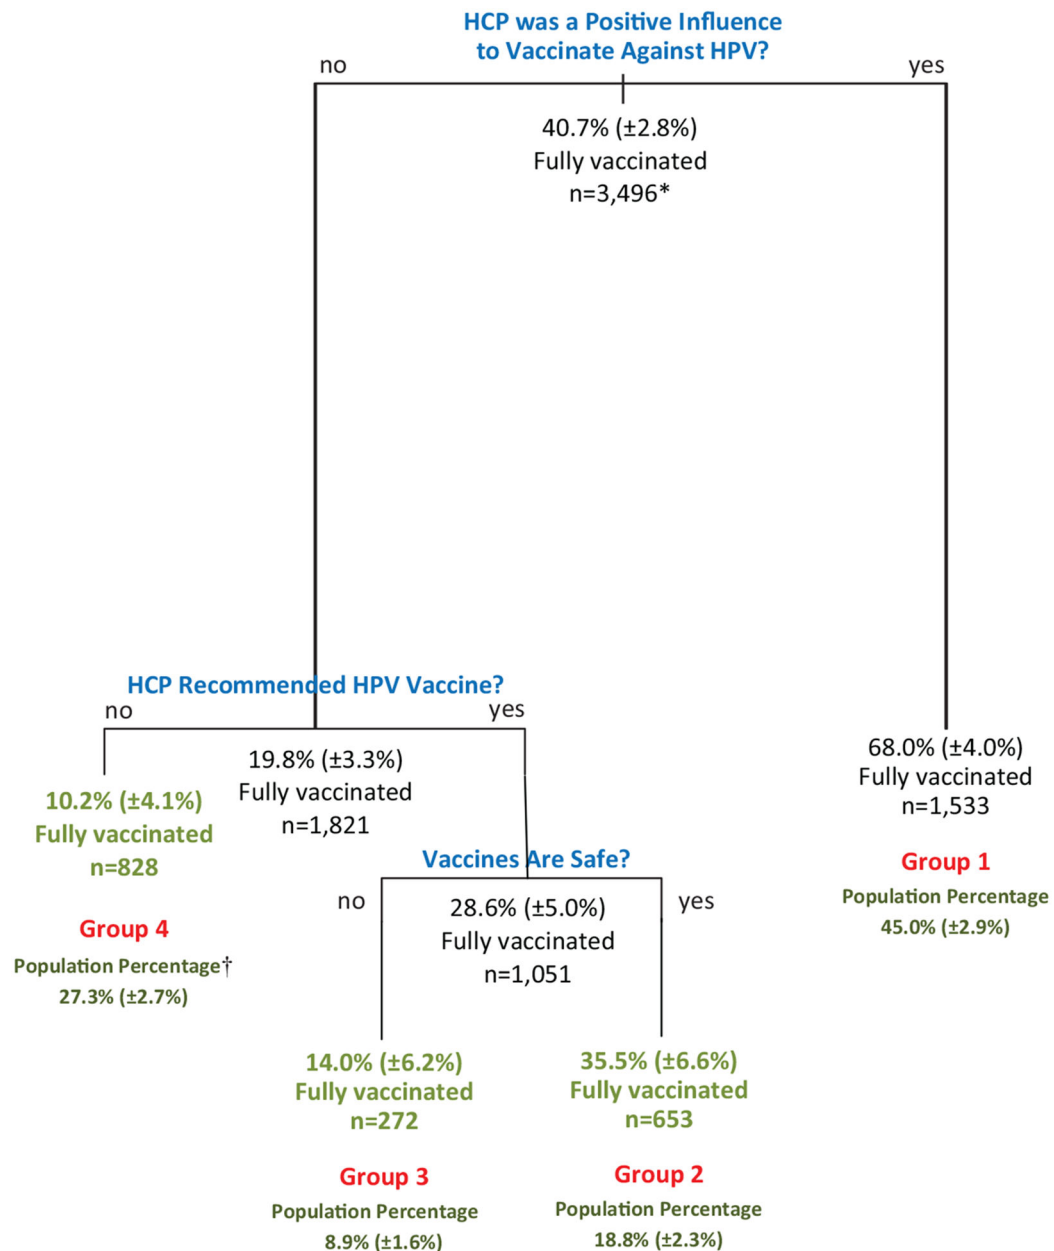 HCP was a Positive Influence
to Vaccinate Against HPV?
no
yes
40.7% (±2.8%)
Fully vaccinated
n=3,496*
HCP Recommended HPV Vaccine?
no
yes
19.8% (±3.3%)
Fully vaccinated
n=1,821
68.0% (±4.0%)
Fully vaccinated
n=1,533
Group 1
Population Percentage
45.0% (±2.9%)
10.2% (±4.1%)
Fully vaccinated
n=828
Group 4
Population Percentage†
27.3% (±2.7%)
Vaccines Are Safe?
no
yes
28.6% (±5.0%)
Fully vaccinated
n=1,051
14.0% (±6.2%)
Fully vaccinated
n=272
Group 3
Population Percentage
8.9% (±1.6%)
35.5% (±6.6%)
Fully vaccinated
n=653
Group 2
Population Percentage
18.8% (±2.3%)